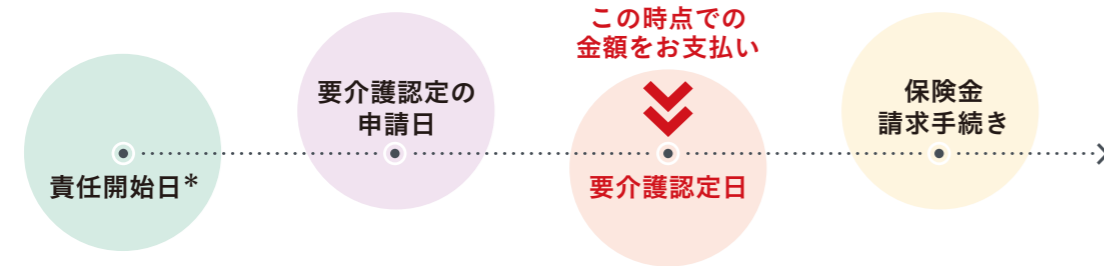 この時点での
金額をお支払い
要介護認定の
申請日
保険金
請求手続き
責任開始日*
要介護認定日